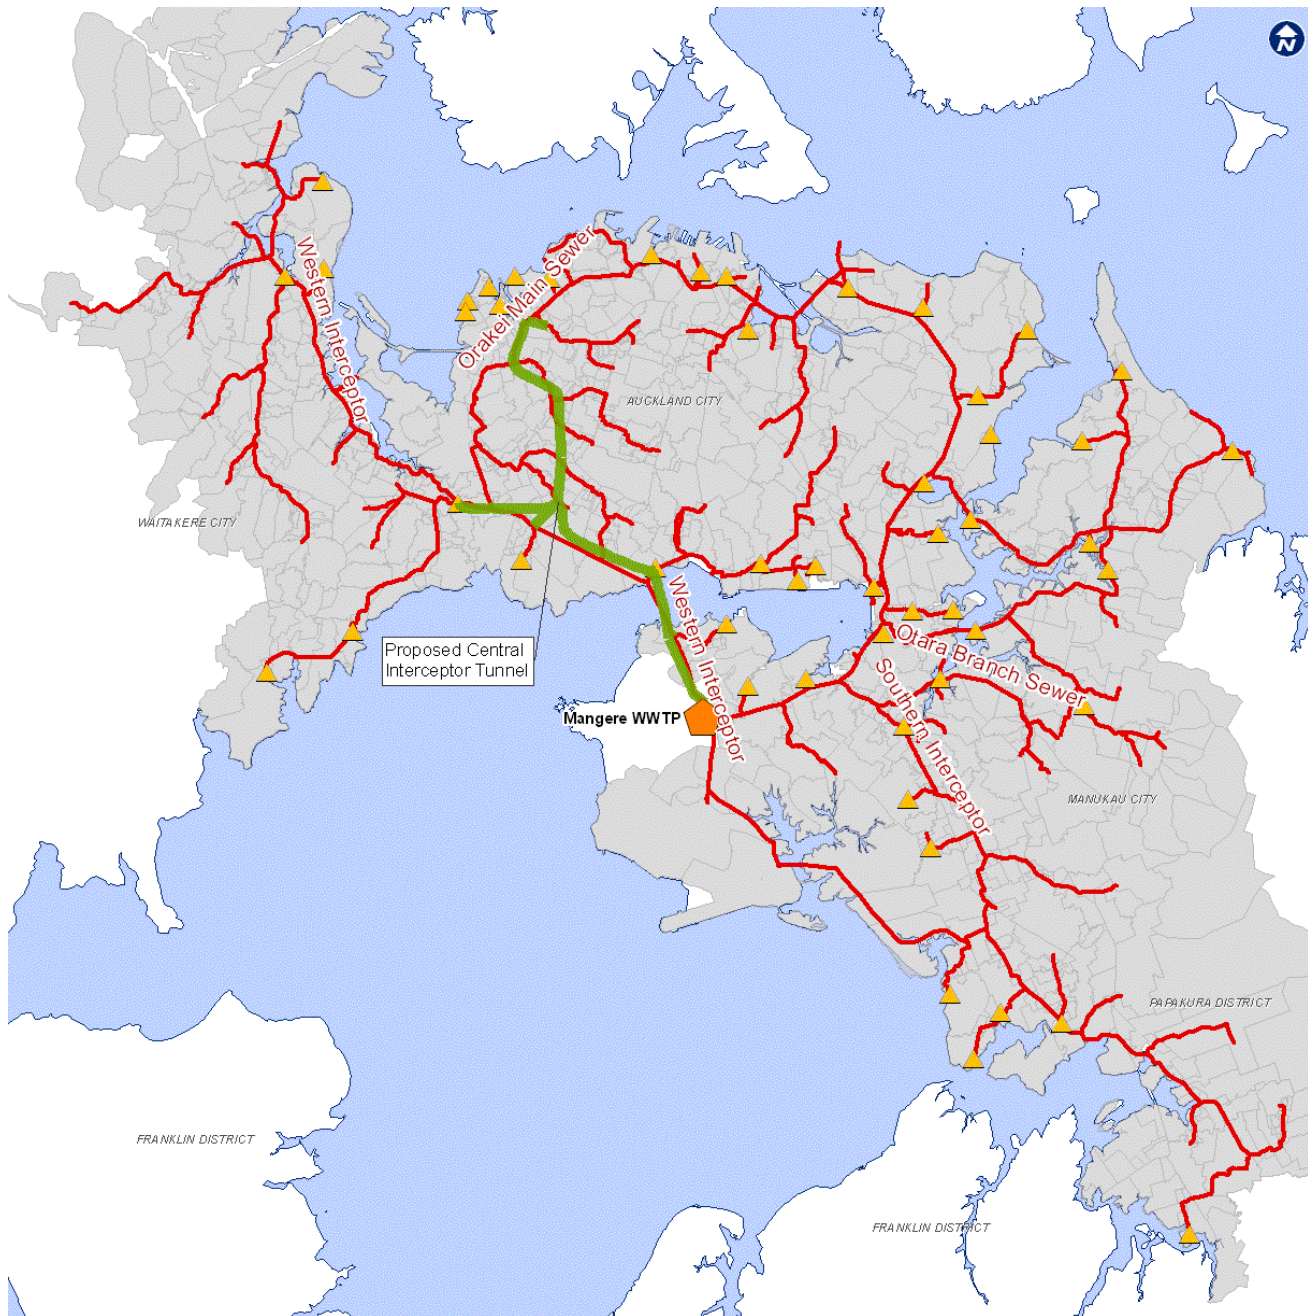 N
Western Interceptor
Orakei Main Sewer
AUCKLAND CITY
WAITAKERE CITY
Proposed Central
Interceptor Tunnel
Western Interceptor
Otara Branch Sewer
Southern Interceptor
Mangere WWTP
MANUKAU CITY
PAPAKURA DISTRICT
FRANKLIN DISTRICT
FRANKLIN DISTRICT